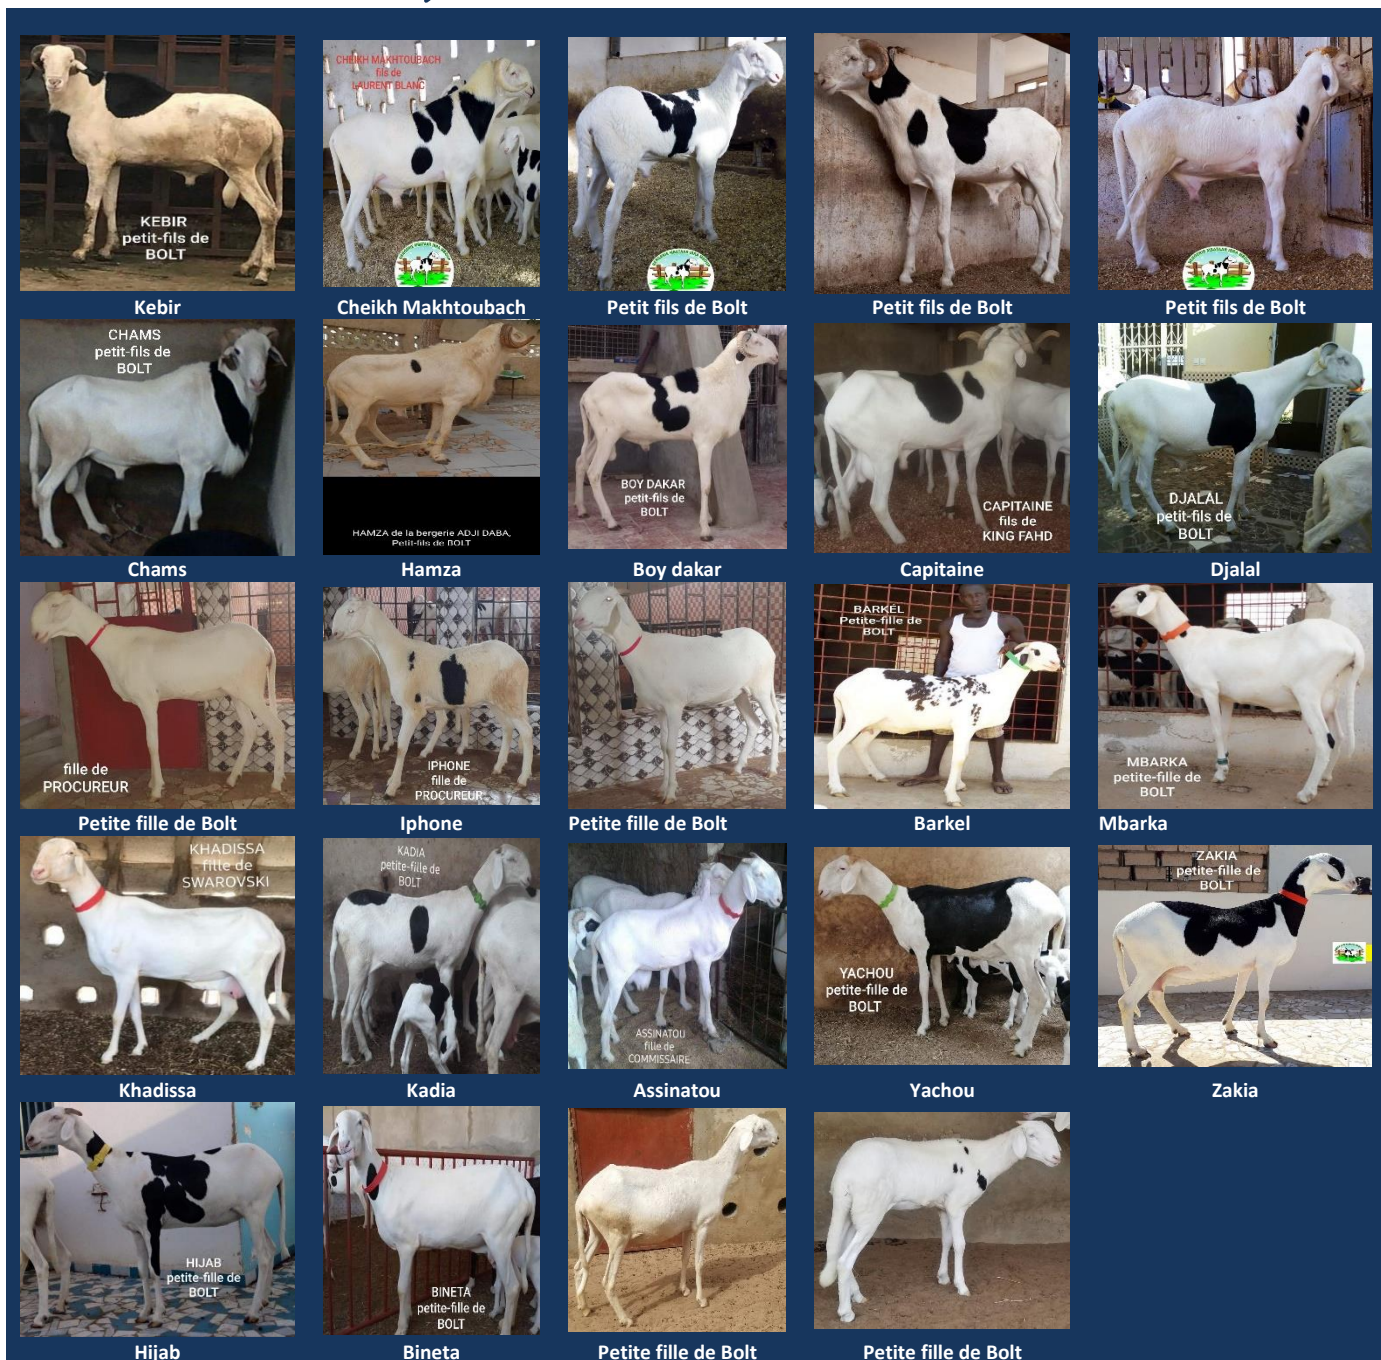 KEBIR
petit-fils de
BOLT
CHEIKH MAKHTOUBACH
fils de
LAURENT BLANC
Kebir
Cheikh Makhtoubach
Petit fils de Bolt
Petit fils de Bolt
Petit fils de Bolt
CHAMS
petit-fils de
BOLT
HAMZA de la bergerie ADJI DABA,
Petit-fils de BOLT
BOY DAKAR
petit-fils de
BOLT
CAPITAINE
fils de
KING FAHD
DJALAL
petit-fils de
BOLT
Chams
Hamza
Boy dakar
Capitaine
Djalal
fille de
PROCUREUR
IPHONE
fille de
PROCUREUR
BARKÉL
Petite-fille de
BOLT
MBARKA
petite-fille de
BOLT
Petite fille de Bolt
Iphone
Petite fille de Bolt
Barkel
Mbarka
KHADISSA
fille de
SWAROVSKI
KADIA
petite-fille de
BOLT
ASSINATOU
fille de
COMMISSAIRE
YACHOU
petite-fille de
BOLT
ZAKIA
petite-fille de
BOLT
Khadissa
Kadia
Assinatou
Yachou
Zakia
HIJAB
petite-fille de
BOLT
BINETA
petite-fille de
BOLT
Hijab
Bineta
Petite fille de Bolt
Petite fille de Bolt